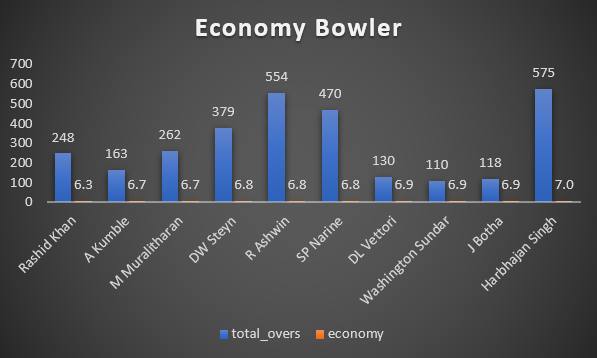 Economy Bowler
700
600
500
400
300
200
100
0
248
163
262
379
554
470
130
110
118
575
6.3
6.7
6.7
6.8
6.8
6.8
6.9
6.9
6.9
7.0
Rashid Khan
A Kumble
M Muralitharan
DW Steyn
R Ashwin
SP Narine
DL Vettori
Washington Sundar
J Botha
Harbhajan Singh
total_overs economy